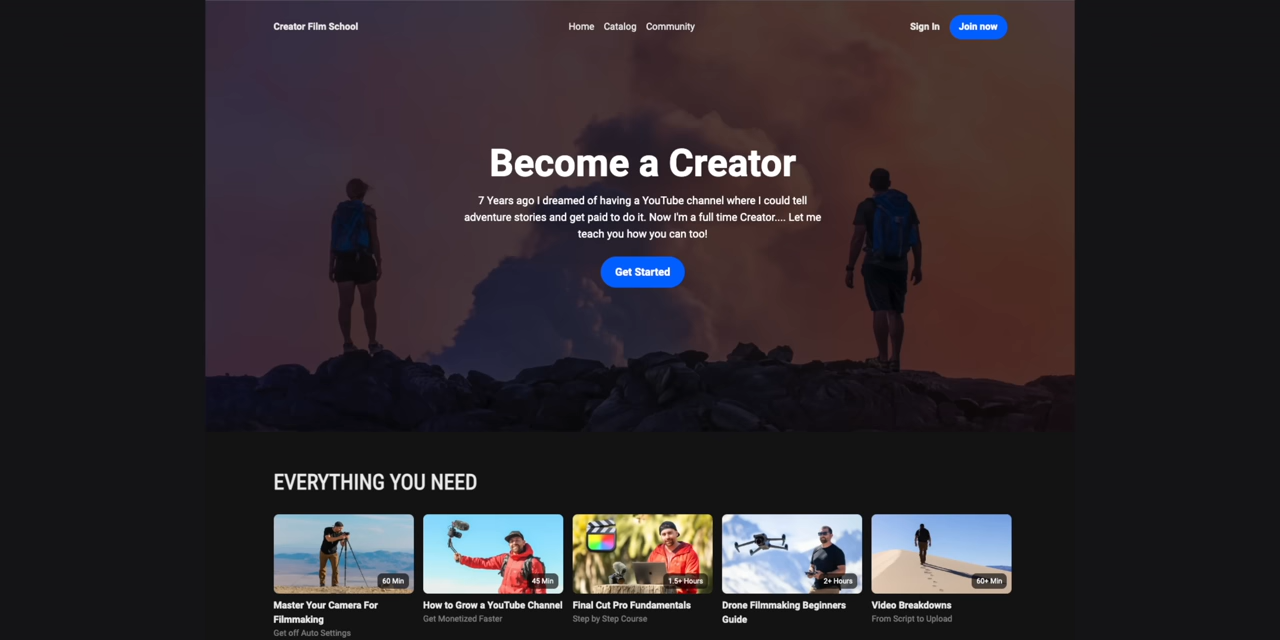 Creator Film School
Home Catalog Community
Sign In Join now
Become a Creator
7 Years ago I dreamed of having a YouTube channel where I could tell
adventure stories and get paid to do it. Now I'm a full time Creator.... Let me
teach you how you can too!
Get Started
EVERYTHING YOU NEED
60 Min
Master Your Camera For
Filmmaking
Get off Auto Settings
45 Min
How to Grow a YouTube Channel
Get Monetized Faster
1.5+ Hours
Final Cut Pro Fundamentals
Step by Step Course
2+ Hours
Drone Filmmaking Beginners
Guide
60+ Min
Video Breakdowns
From Script to Upload